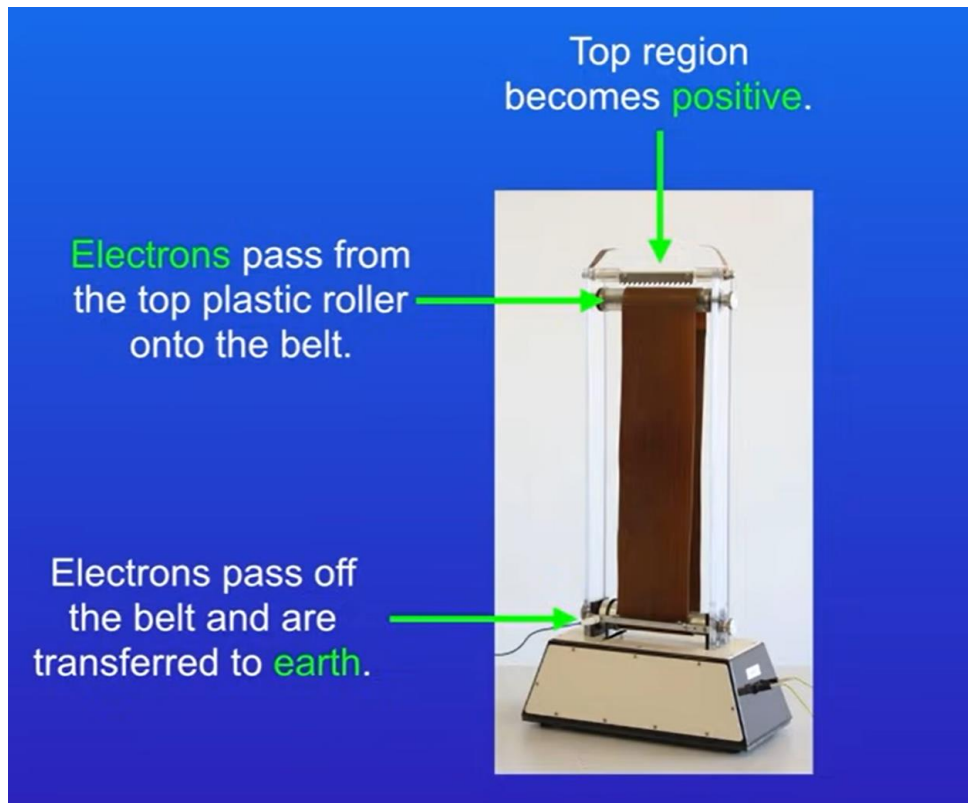 Top region
becomes positive.
Electrons pass from
the top plastic roller
onto the belt.
Electrons pass off
the belt and are
transferred to earth.